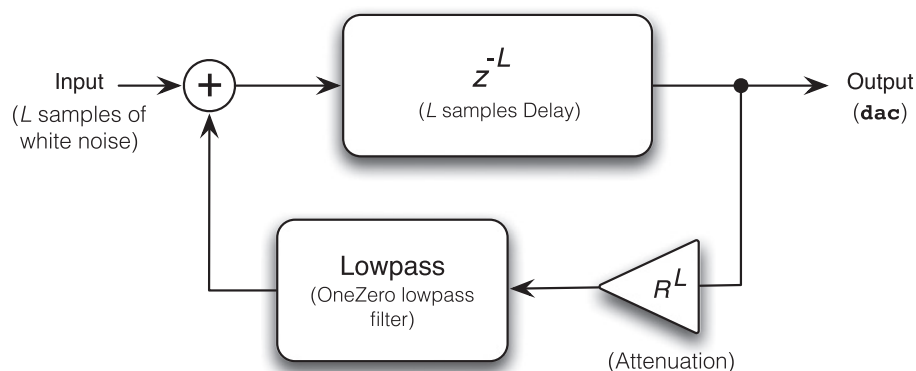 Input
(L samples of
white noise)
+
z^-L
(L samples Delay)
Output
(dac)
Lowpass
(OneZero lowpass
filter)
R^L
(Attenuation)